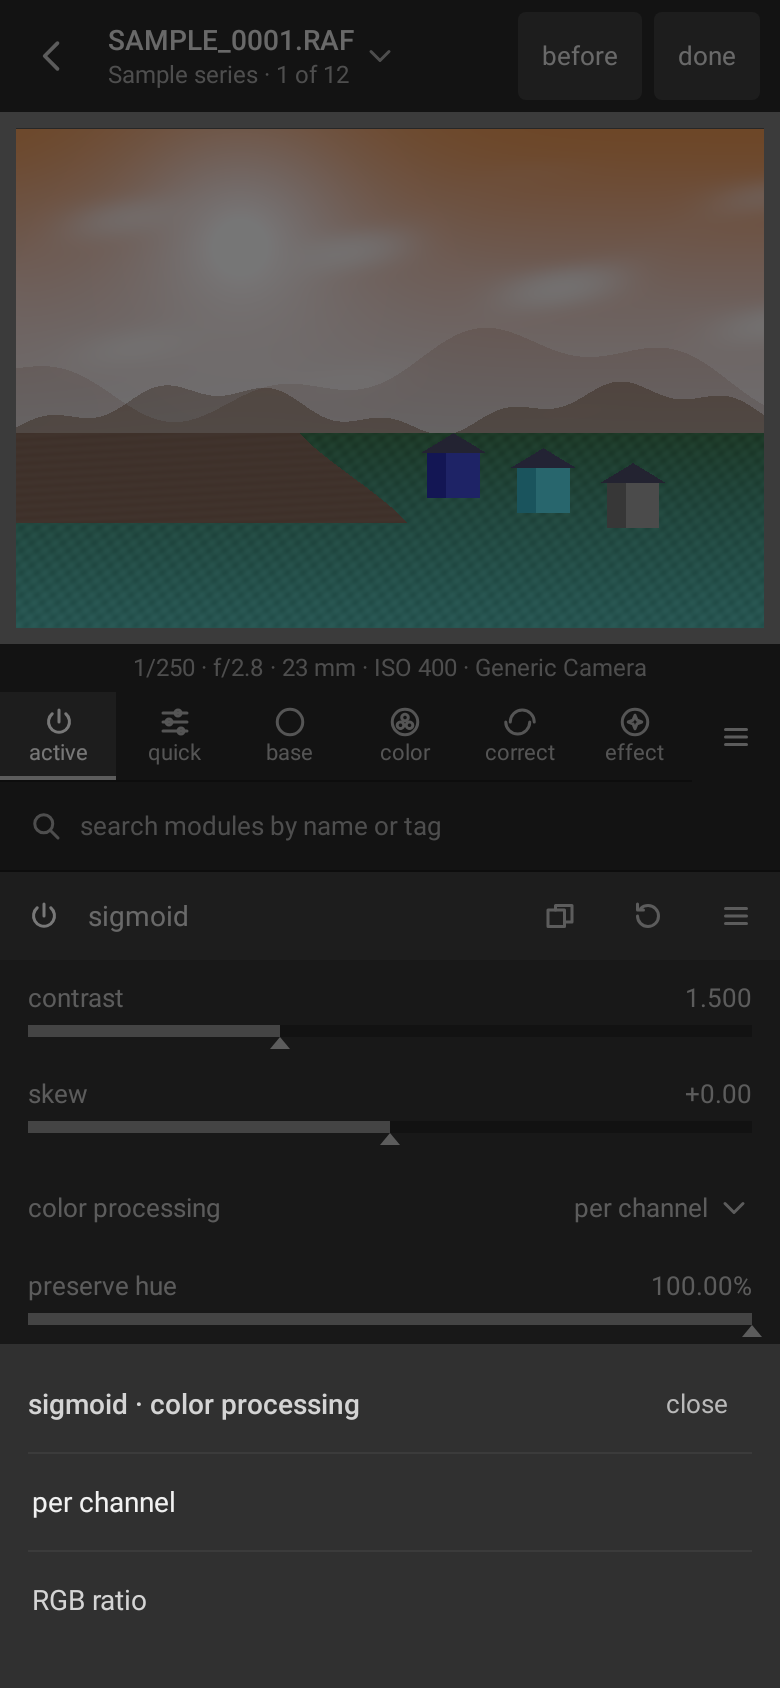 SAMPLE_0001.RAF
Sample series · 1 of 12
before
done
1/250 · f/2.8 · 23 mm · ISO 400 · Generic Camera
active
quick
base
color
correct
effect
search modules by name or tag
sigmoid
contrast 1.500
skew +0.00
color processing per channel
preserve hue 100.00%
sigmoid · color processing close
per channel
RGB ratio